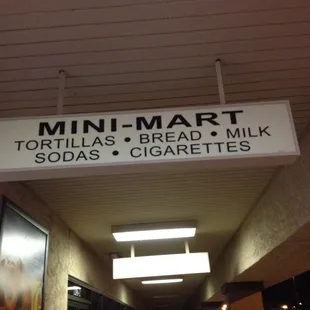 MINI-MART
TORTILLAS • BREAD • MILK
SODAS • CIGARETTES